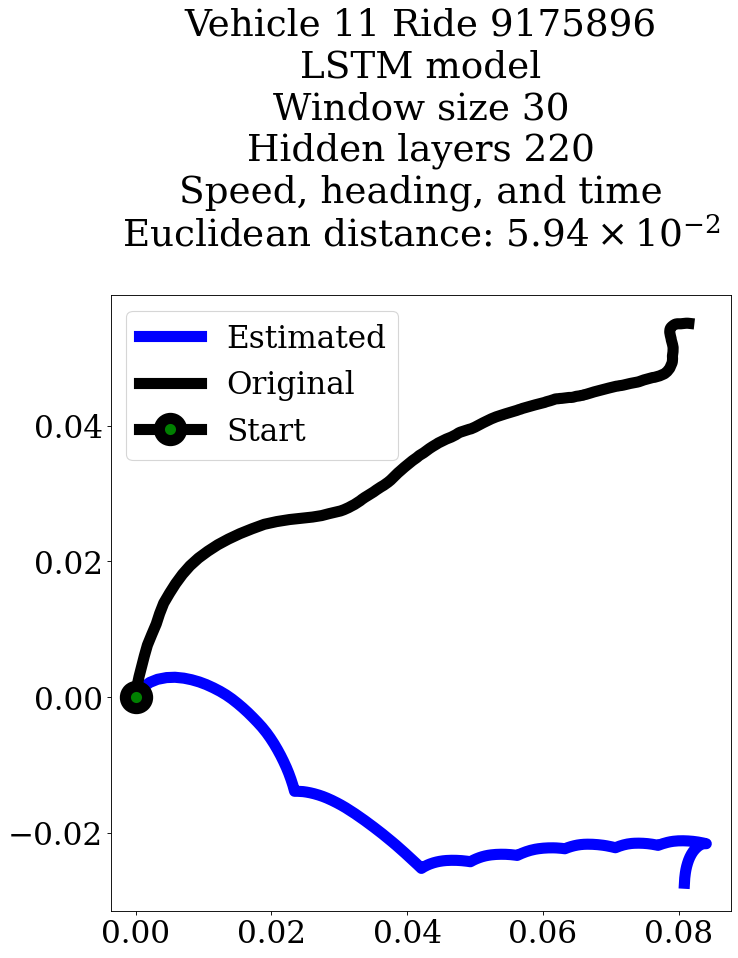 Vehicle 11 Ride 9175896
LSTM model
Window size 30
Hidden layers 220
Speed, heading, and time
Euclidean distance: 5.94 × 10⁻²
Estimated
Original
Start
0.04
0.02
0.00
−0.02
0.00 0.02 0.04 0.06 0.08